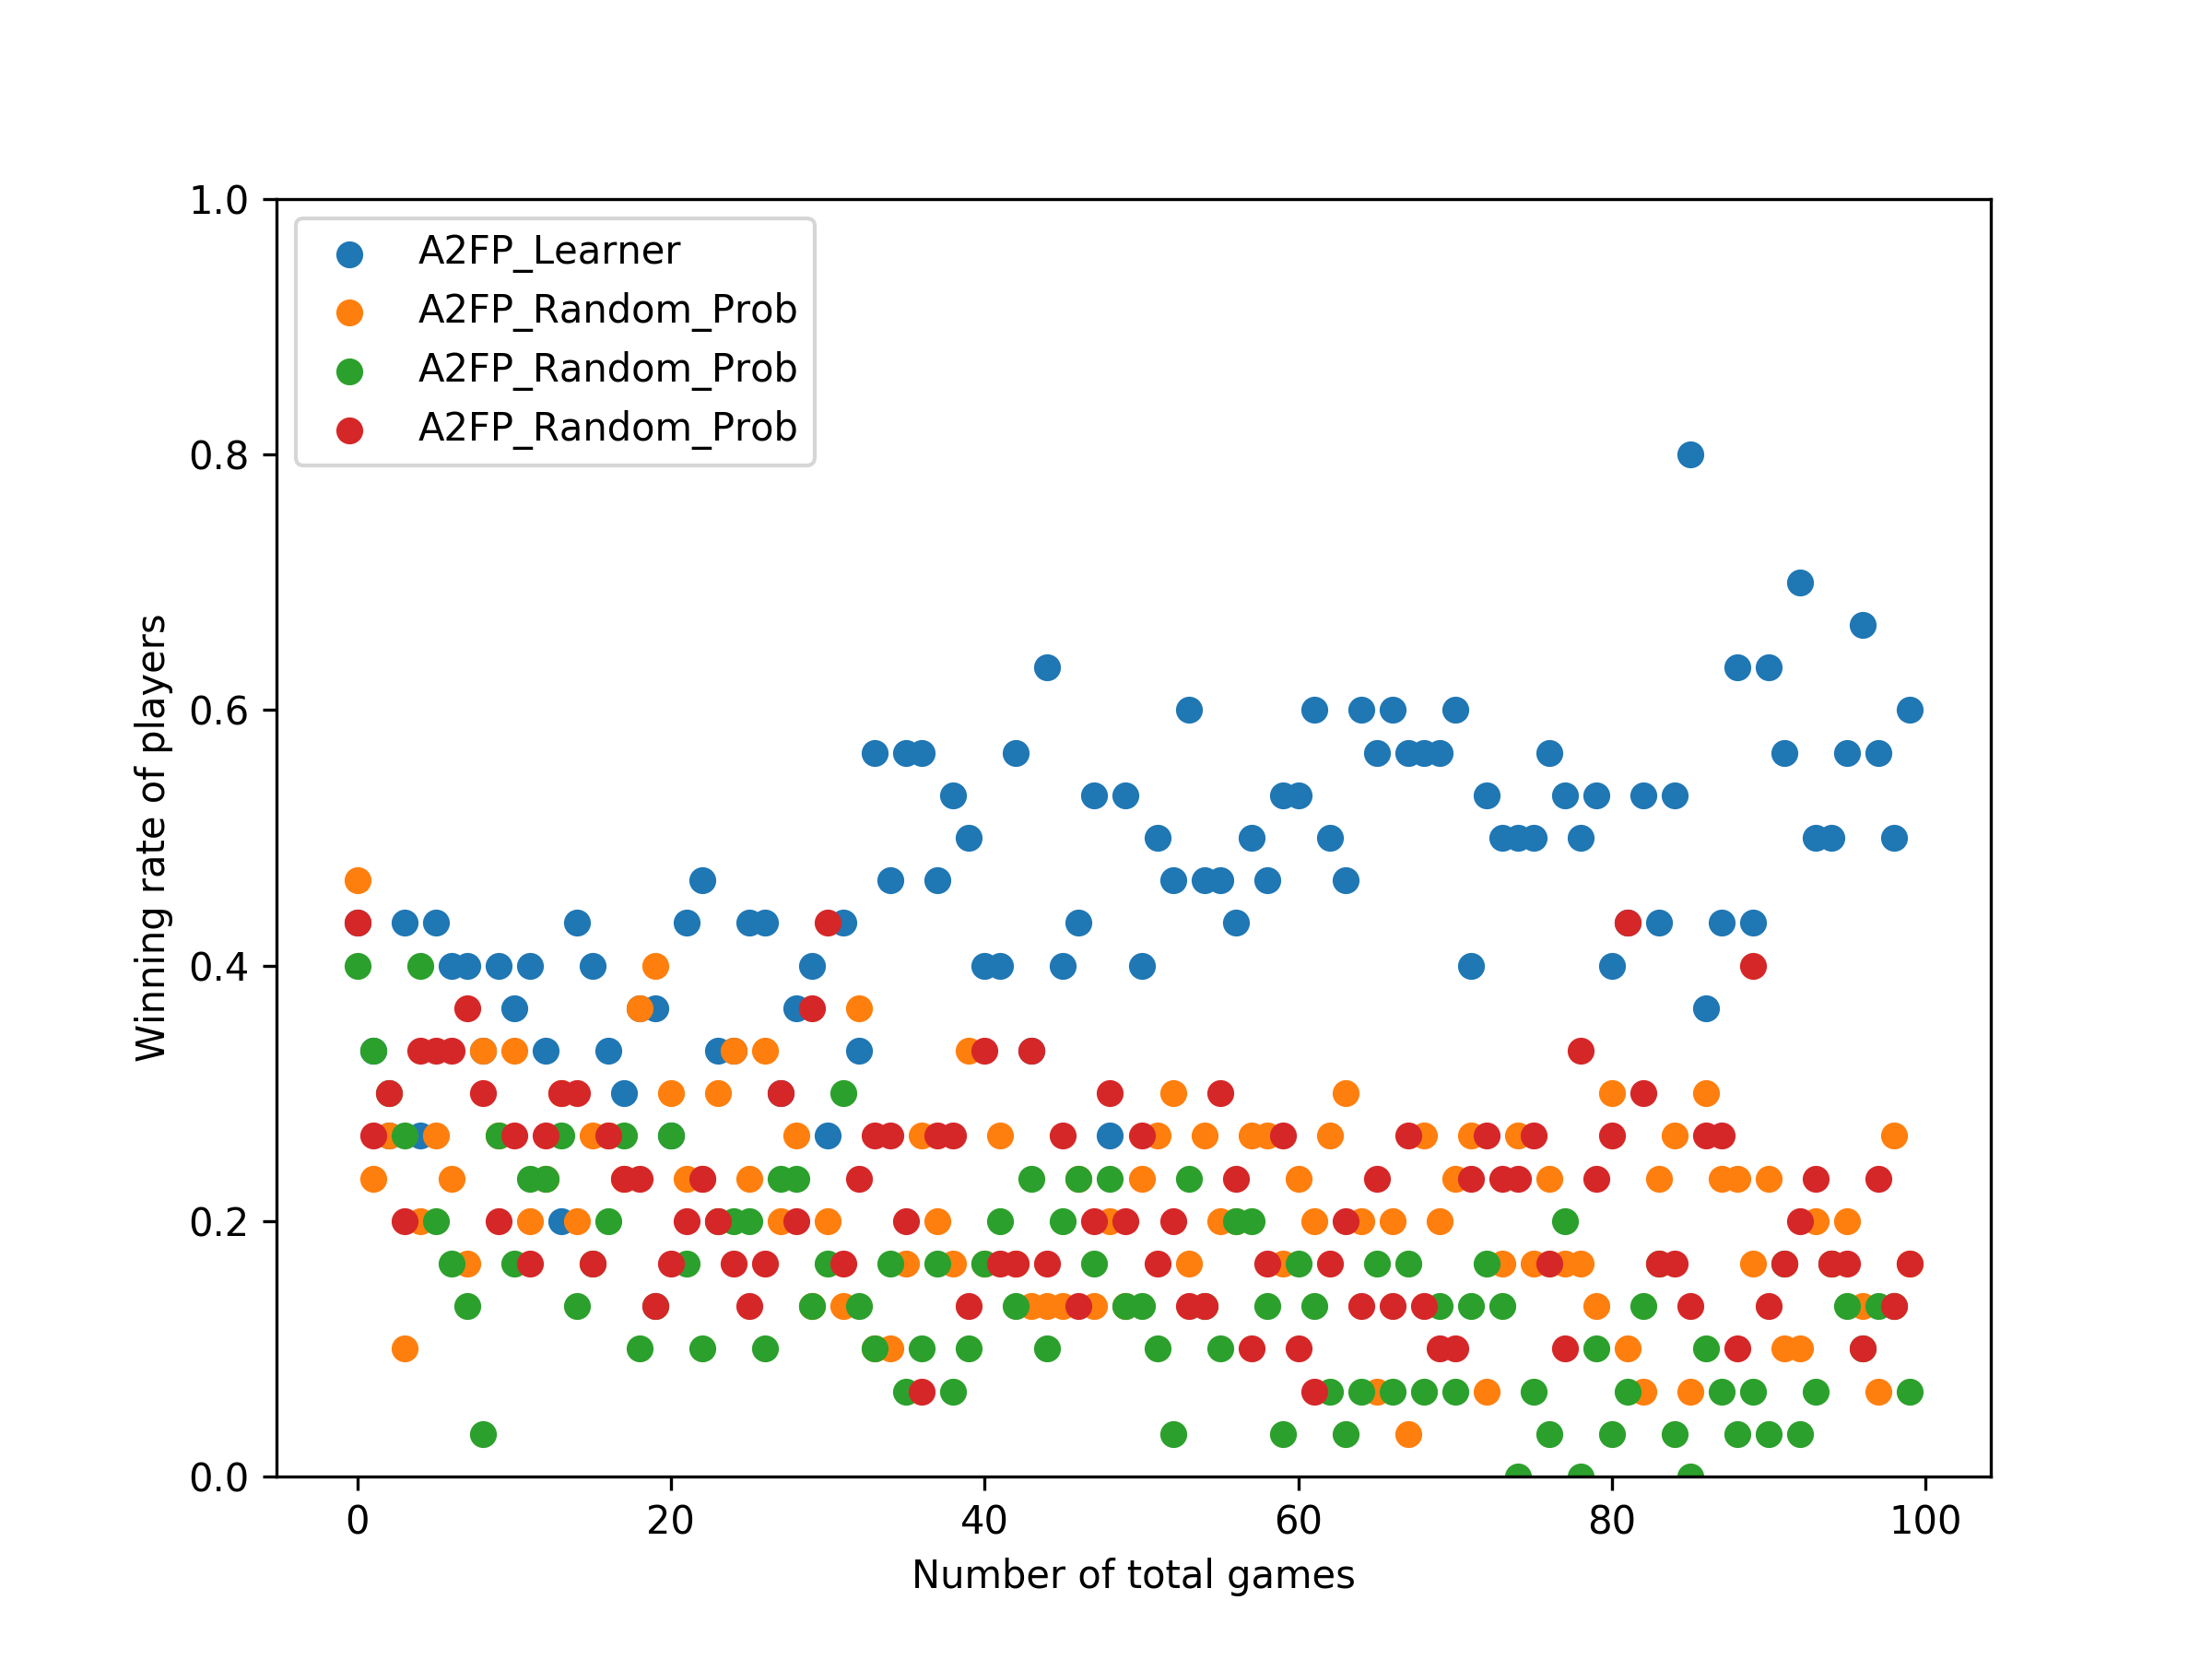 1.0
0.8
0.6
0.4
0.2
0.0
Winning rate of players
A2FP_Learner
A2FP_Random_Prob
A2FP_Random_Prob
A2FP_Random_Prob
0 20 40 60 80 100
Number of total games